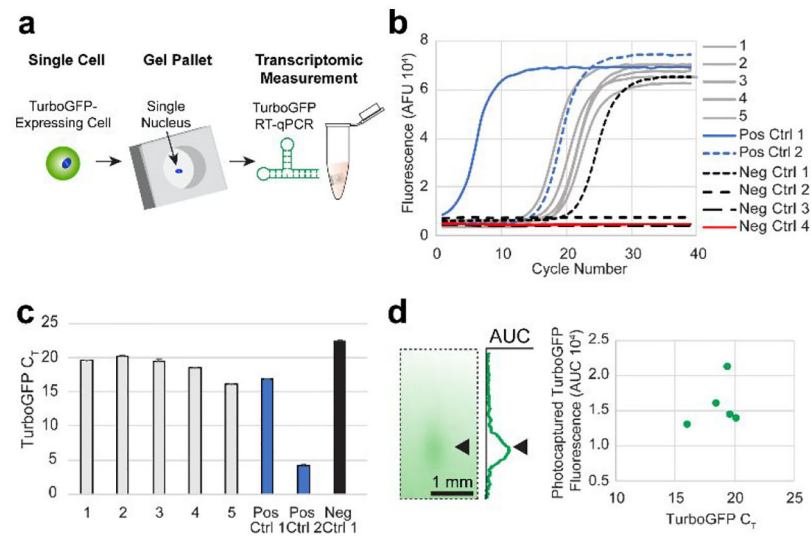 a
Single Cell
Gel Pallet
Transcriptomic
Measurement
TurboGFP-
Expressing Cell
Single
Nucleus
TurboGFP
RT-qPCR
b
Fluorescence (AFU 10⁴)
8
6
4
2
0
0
10
20
30
40
Cycle Number
1
2
3
4
5
Pos Ctrl 1
Pos Ctrl 2
Neg Ctrl 1
Neg Ctrl 2
Neg Ctrl 3
Neg Ctrl 4
c
TurboGFP CT
25
20
15
10
5
0
1
2
3
4
5
Pos
Ctrl 1
Pos
Ctrl 2
Neg
Ctrl 1
d
AUC
1 mm
Photocaptured TurboGFP
Fluorescence (AUC 10⁴)
2.5
2.0
1.5
1.0
0.5
10
15
20
25
TurboGFP CT